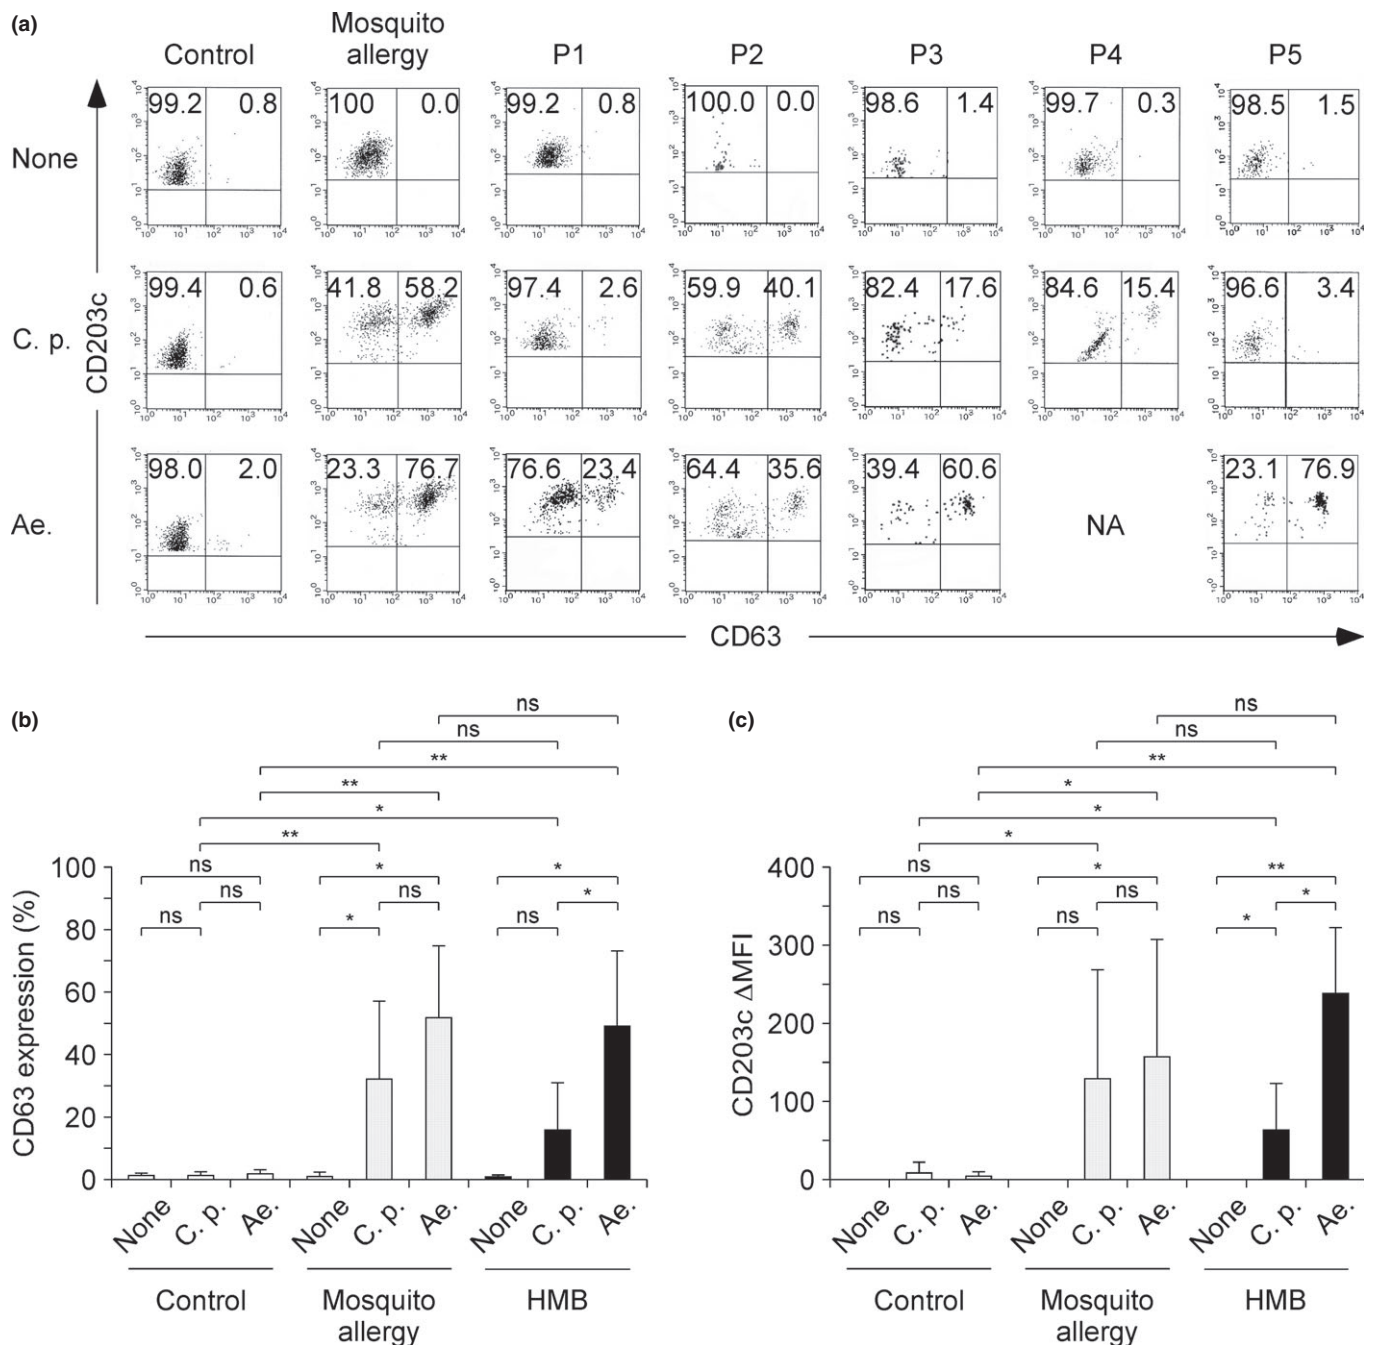 (a)
Control Mosquito allergy P1 P2 P3 P4 P5
None 99.2 0.8 100 0.0 99.2 0.8 100.0 0.0 98.6 1.4 99.7 0.3 98.5 1.5
C. p. 99.4 0.6 41.8 58.2 97.4 2.6 59.9 40.1 82.4 17.6 84.6 15.4 96.6 3.4
Ae. 98.0 2.0 23.3 76.7 76.6 23.4 64.4 35.6 39.4 60.6 NA 23.1 76.9
CD203c
CD63
(b)
ns
ns
**
**
*
**
ns * *
ns ns *
ns * ns
CD63 expression (%)
100
80
60
40
20
0
None C. p. Ae. None C. p. Ae. None C. p. Ae.
Control Mosquito allergy HMB
(c)
ns
ns
**
*
*
*
ns * **
ns ns *
ns ns *
CD203c ΔMFI
400
300
200
100
0
None C. p. Ae. None C. p. Ae. None C. p. Ae.
Control Mosquito allergy HMB